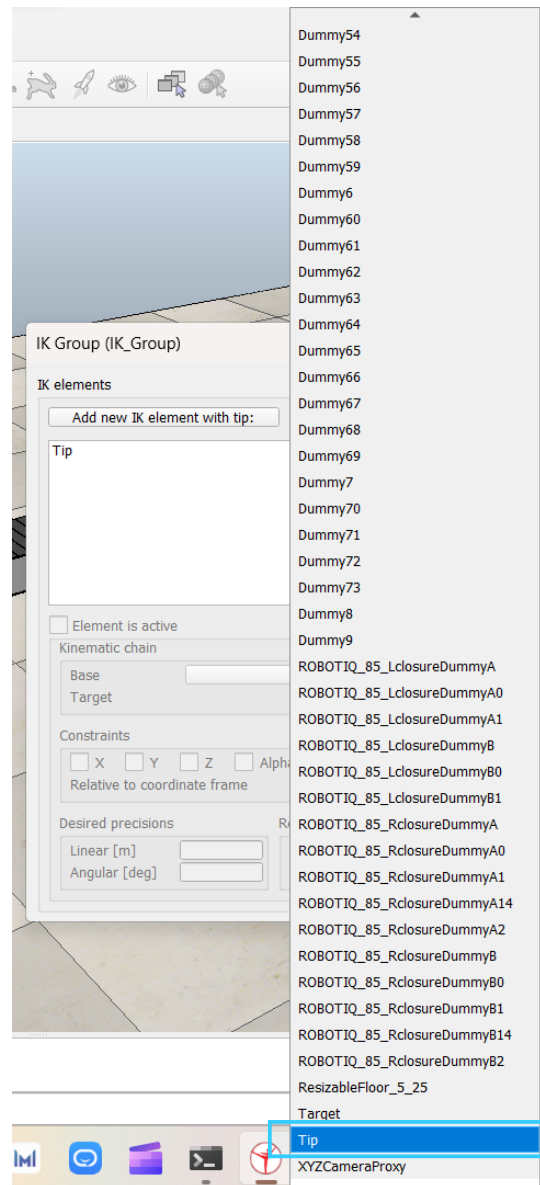 IK Group (IK_Group)
IK elements
Add new IK element with tip:
Tip
Element is active
Kinematic chain
Base
Target
Constraints
X
Y
Z
Relative to coordinate frame
Desired precisions
Linear [m]
Angular [deg]
Dummy54
Dummy55
Dummy56
Dummy57
Dummy58
Dummy59
Dummy6
Dummy60
Dummy61
Dummy62
Dummy63
Dummy64
Dummy65
Dummy66
Dummy67
Dummy68
Dummy69
Dummy7
Dummy70
Dummy71
Dummy72
Dummy73
Dummy8
Dummy9
ROBOTIQ_85_LclosureDummyA
ROBOTIQ_85_LclosureDummyA0
ROBOTIQ_85_LclosureDummyA1
ROBOTIQ_85_LclosureDummyB
ROBOTIQ_85_LclosureDummyB0
ROBOTIQ_85_LclosureDummyB1
ROBOTIQ_85_RclosureDummyA
ROBOTIQ_85_RclosureDummyA0
ROBOTIQ_85_RclosureDummyA1
ROBOTIQ_85_RclosureDummyA14
ROBOTIQ_85_RclosureDummyA2
ROBOTIQ_85_RclosureDummyB
ROBOTIQ_85_RclosureDummyB0
ROBOTIQ_85_RclosureDummyB1
ROBOTIQ_85_RclosureDummyB14
ROBOTIQ_85_RclosureDummyB2
ResizableFloor_5_25
Target
Tip
XYZCameraProxy